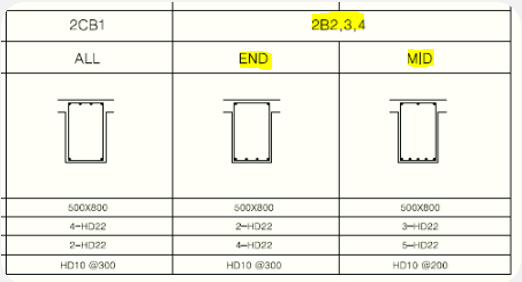 2CB1 2B2,3,4
ALL END MID
500X800 500X800 500X800
4-HD22 2-HD22 3-HD22
2-HD22 4-HD22 5-HD22
HD10 @300 HD10 @300 HD10 @200